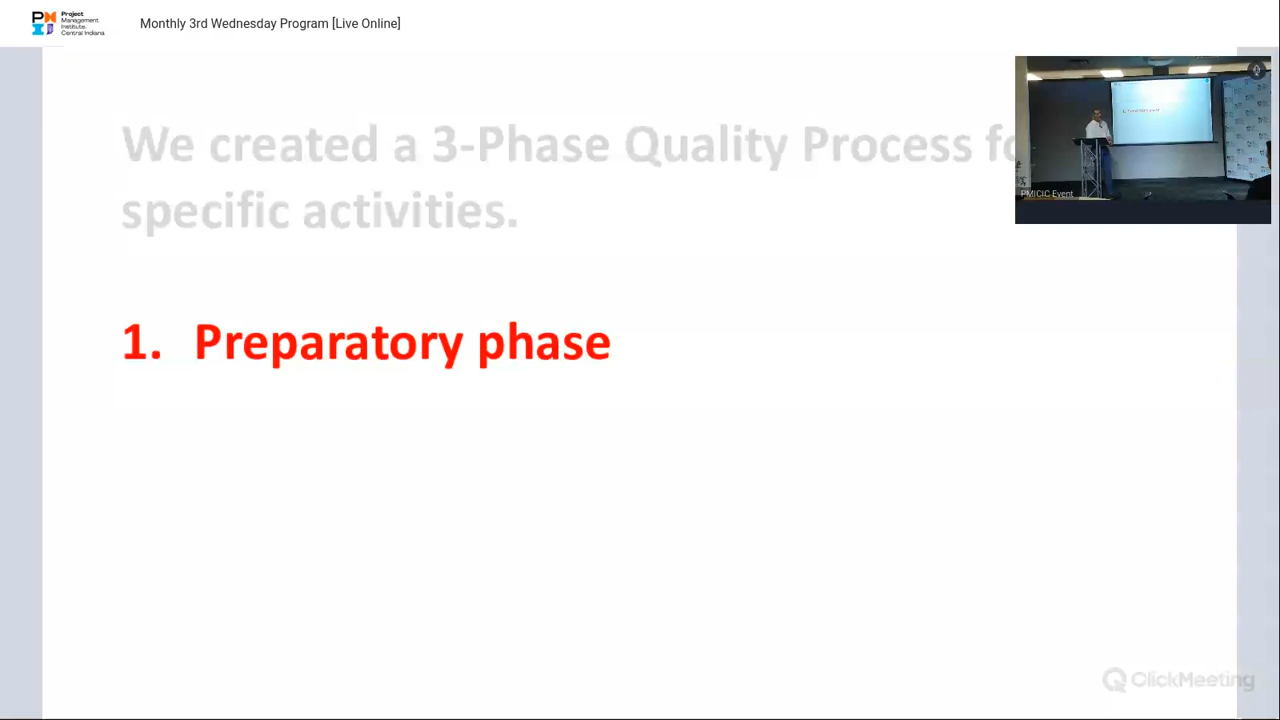 Project
Management
Institute.
Central Indiana
Monthly 3rd Wednesday Program [Live Online]
We created a 3-Phase Quality Process
specific activities.
PMICIC Event
1. Preparatory phase
ClickMeeting